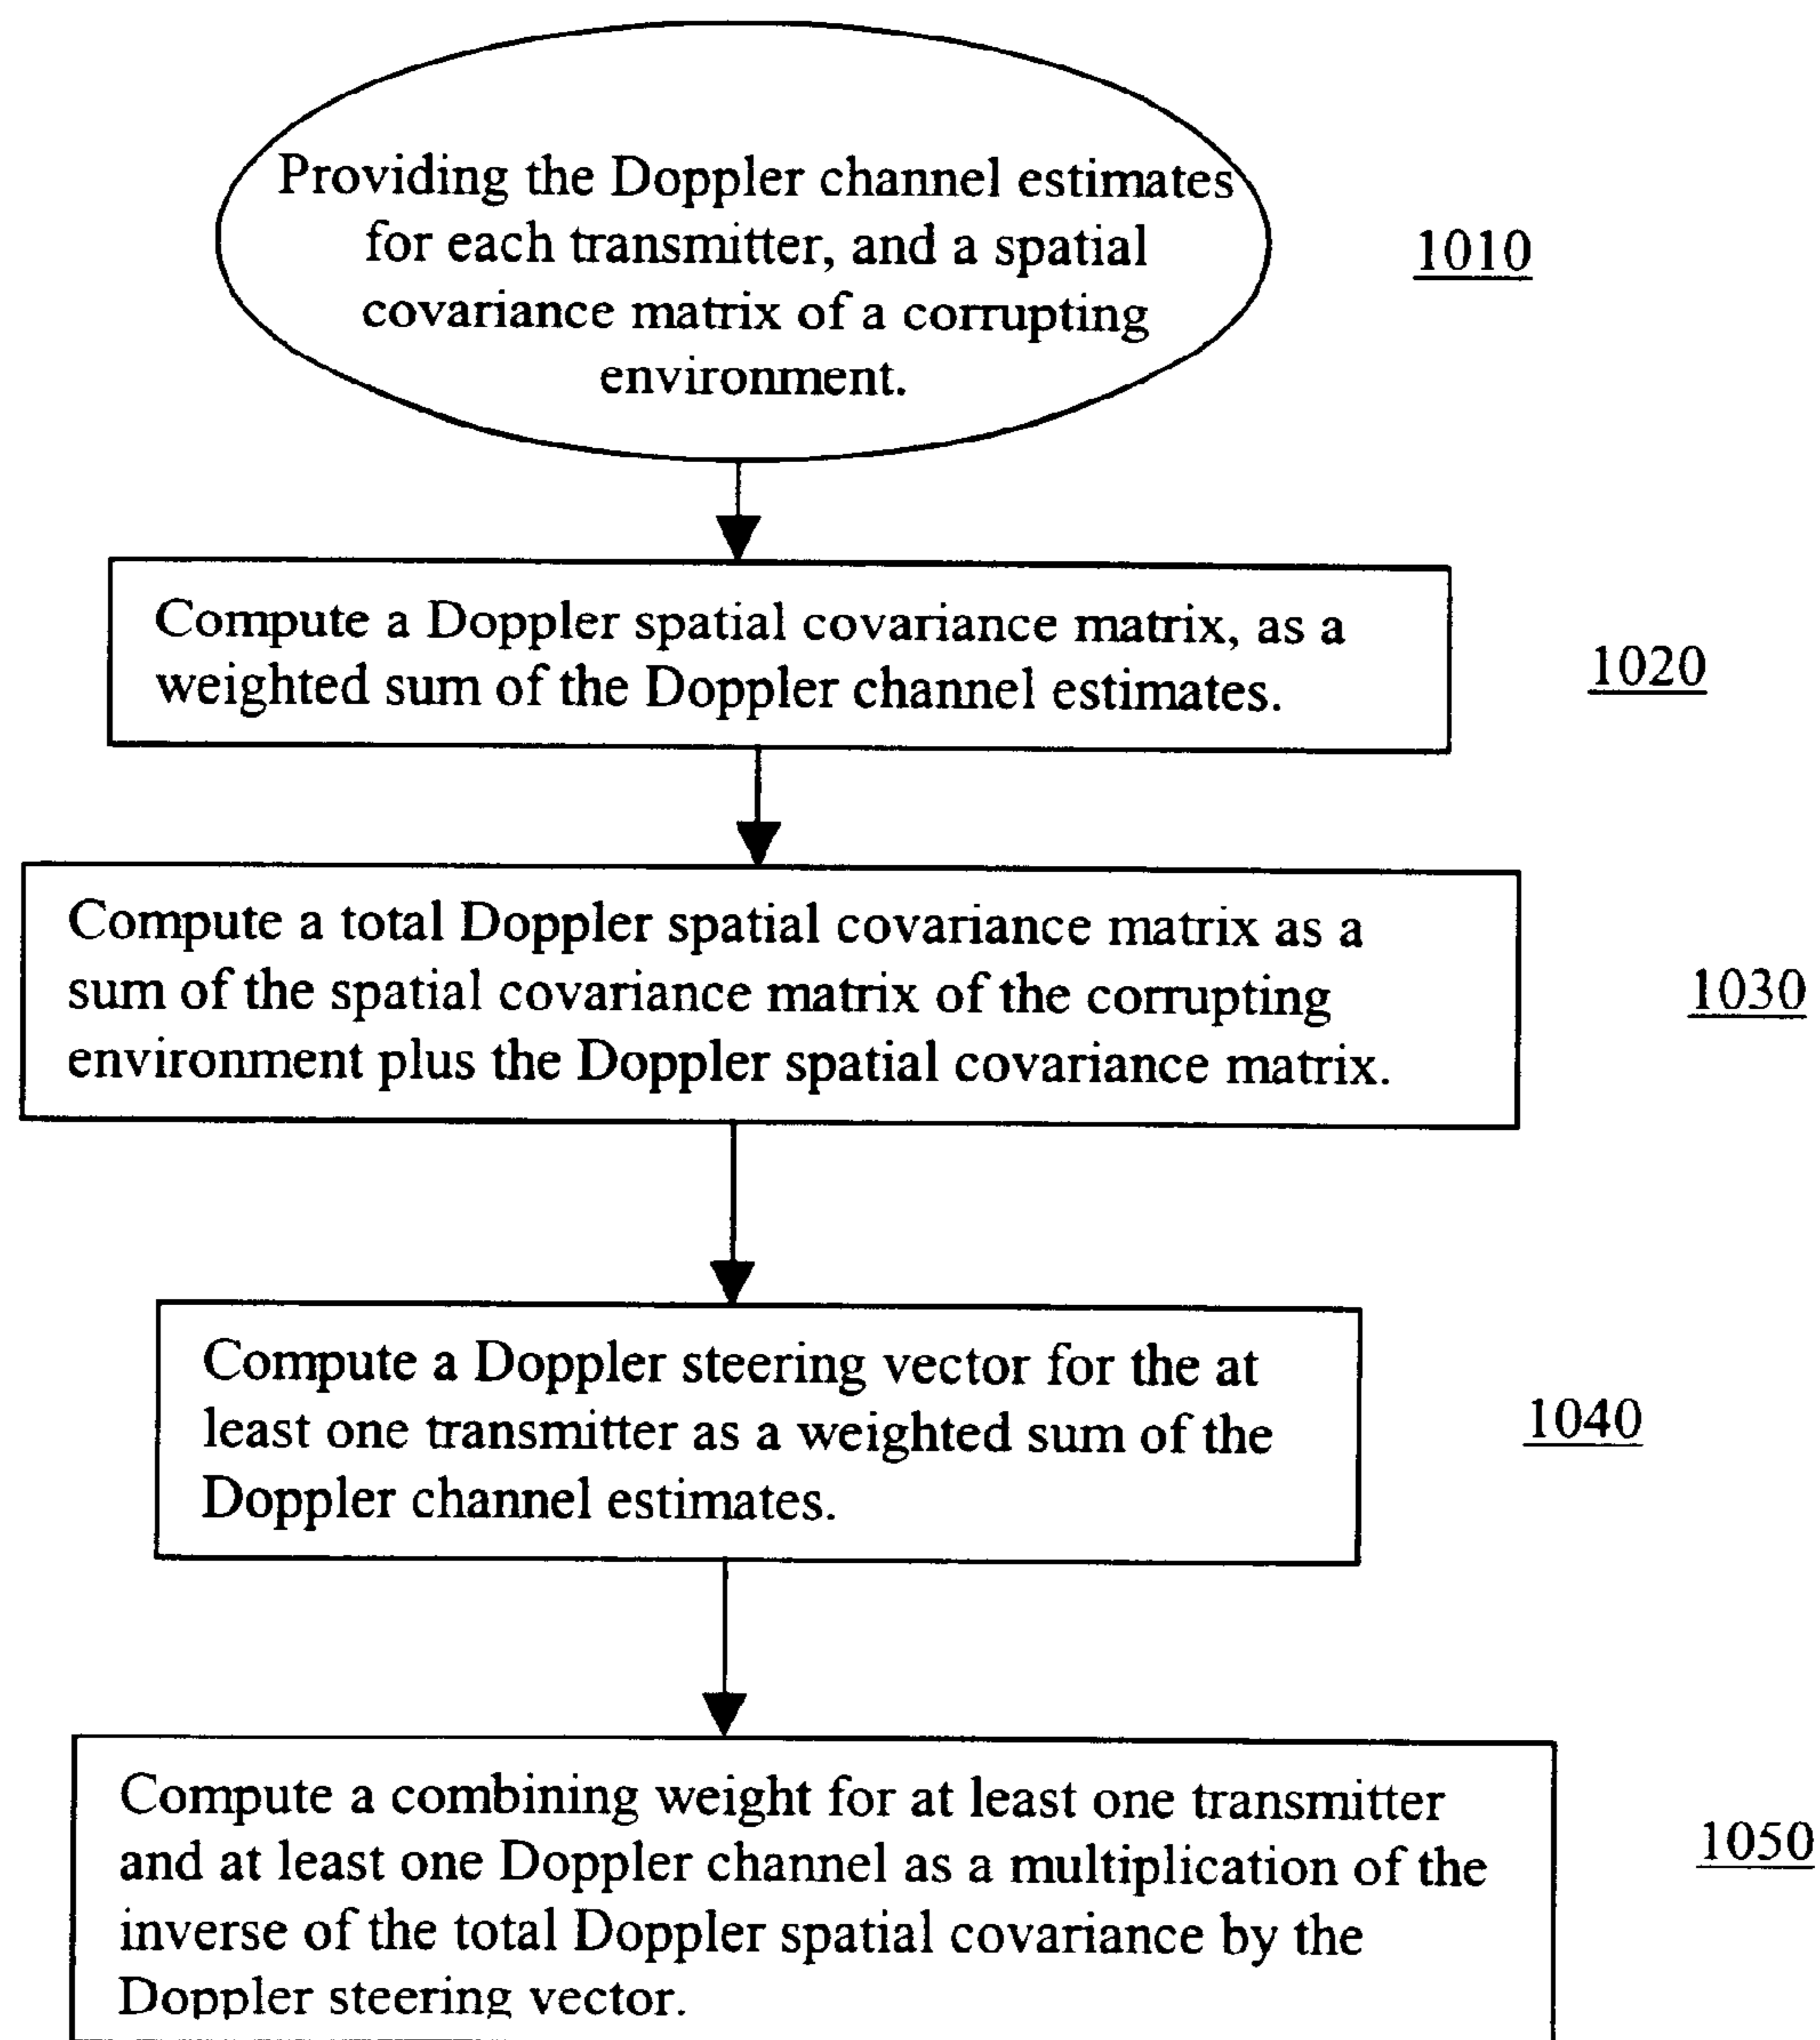 Providing the Doppler channel estimates
for each transmitter, and a spatial
covariance matrix of a corrupting
environment.
1010
Compute a Doppler spatial covariance matrix, as a
weighted sum of the Doppler channel estimates.
1020
Compute a total Doppler spatial covariance matrix as a
sum of the spatial covariance matrix of the corrupting
environment plus the Doppler spatial covariance matrix.
1030
Compute a Doppler steering vector for the at
least one transmitter as a weighted sum of the
Doppler channel estimates.
1040
Compute a combining weight for at least one transmitter
and at least one Doppler channel as a multiplication of the
inverse of the total Doppler spatial covariance by the
Doppler steering vector.
1050